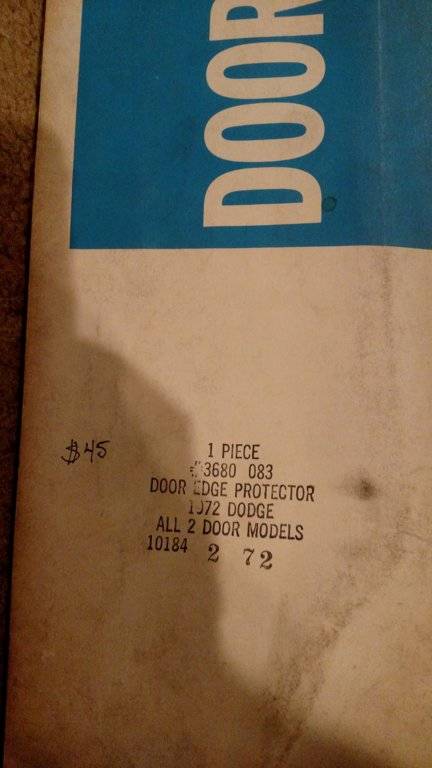 DOOR
$45
1 PIECE
3680 083
DOOR EDGE PROTECTOR
1972 DODGE
ALL 2 DOOR MODELS
10184 2 72